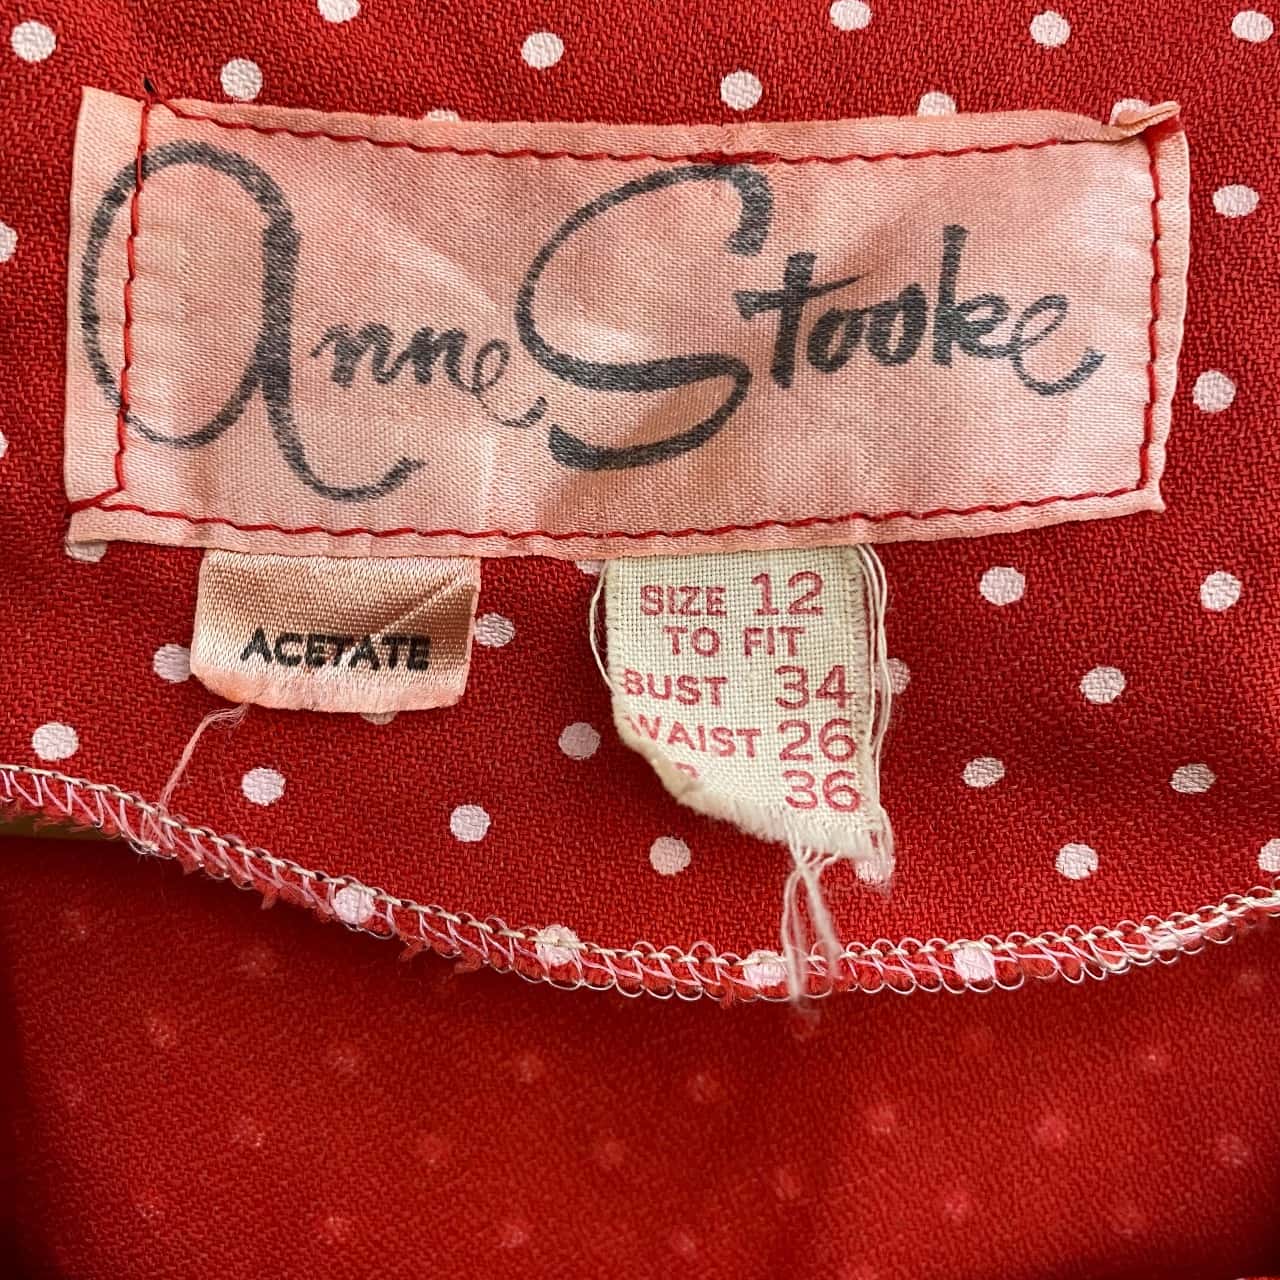 Anne Stooke
ACETATE
SIZE 12
TO FIT
BUST 34
WAIST 26
36